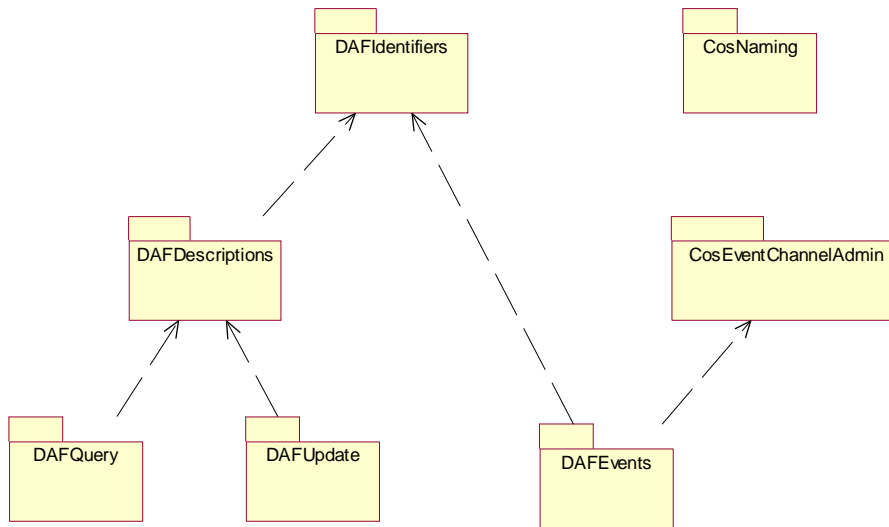 DAFIdentifiers
CosNaming
DAFDescriptions
CosEventChannelAdmin
DAFQuery
DAFUpdate
DAFEvents